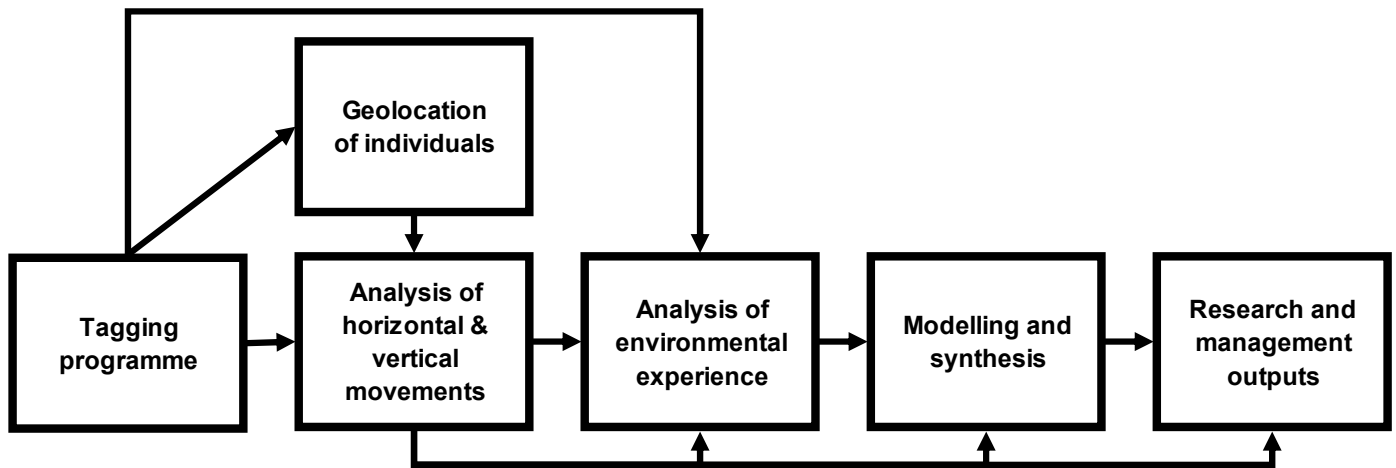 Geolocation
of individuals
Tagging
programme
Analysis of
horizontal &
vertical
movements
Analysis of
environmental
experience
Modelling and
synthesis
Research and
management
outputs